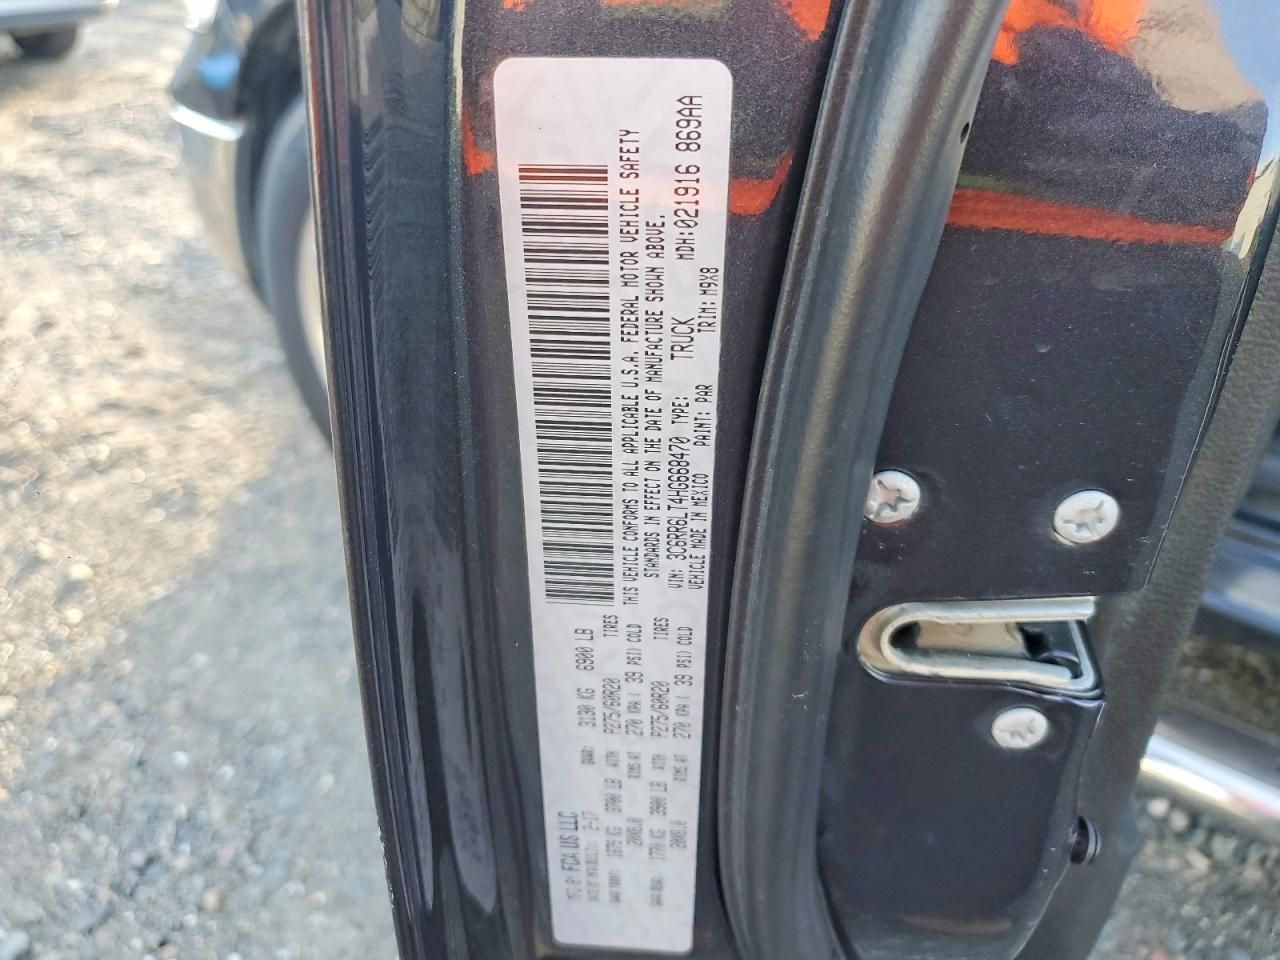 MFD BY FCA US LLC
DATE OF MFR 2-17 GVWR: 3130 KG 6900 LB
GAWR FRONT: 1675 KG 3700 LB WITH P275/60R20 TIRES
20X8.0 RIMS AT 270 KPA ( 39 PSI) COLD
GAWR REAR: 1770 KG 3900 LB WITH P275/60R20 TIRES
20X8.0 RIMS AT 270 KPA ( 39 PSI) COLD
THIS VEHICLE CONFORMS TO ALL APPLICABLE U.S.A. FEDERAL MOTOR VEHICLE SAFETY
STANDARDS IN EFFECT ON THE DATE OF MANUFACTURE SHOWN ABOVE.
VIN: 3C6RR6LT4HG668470 TYPE: TRUCK MDH:021916 869AA
VEHICLE MADE IN MEXICO PAINT: PAR TRIM: M9X8